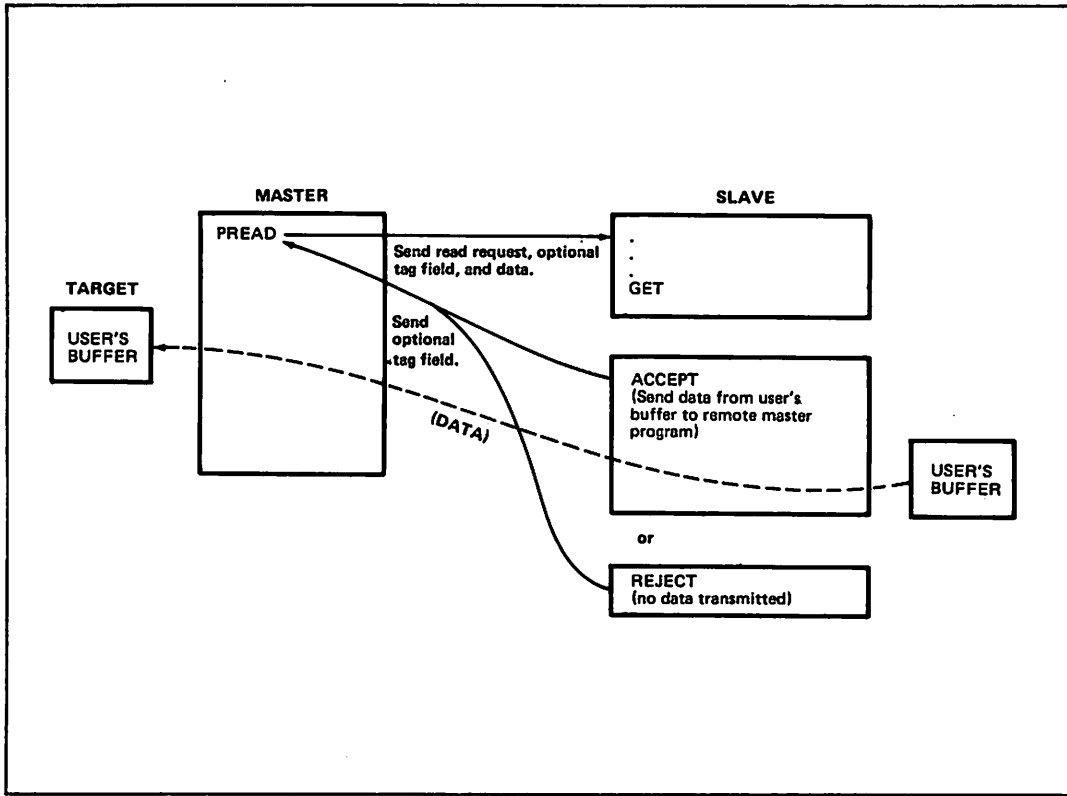 MASTER
SLAVE
PREAD
Send read request, optional
tag field, and data.
.
.
.
GET
TARGET
USER'S
BUFFER
Send
optional
tag field.
ACCEPT
(Send data from user's
buffer to remote master
program)
(DATA)
USER'S
BUFFER
or
REJECT
(no data transmitted)